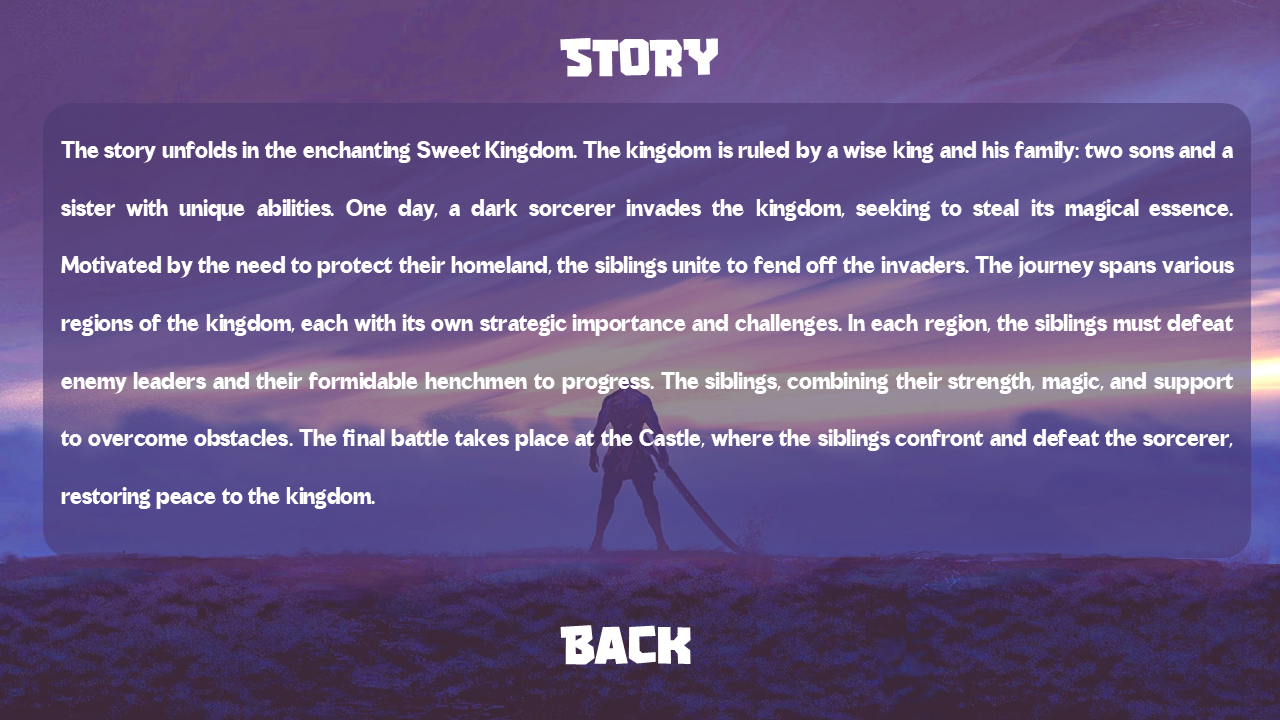 STORY
The story unfolds in the enchanting Sweet Kingdom. The kingdom is ruled by a wise king and his family: two sons and a
sister with unique abilities. One day, a dark sorcerer invades the kingdom, seeking to steal its magical essence.
Motivated by the need to protect their homeland, the siblings unite to fend off the invaders. The journey spans various
regions of the kingdom, each with its own strategic importance and challenges. In each region, the siblings must defeat
enemy leaders and their formidable henchmen to progress. The siblings, combining their strength, magic, and support
to overcome obstacles. The final battle takes place at the Castle, where the siblings confront and defeat the sorcerer,
restoring peace to the kingdom.
BACK